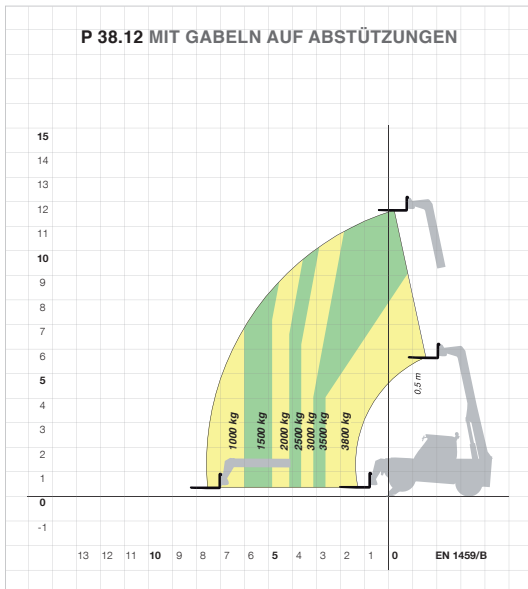 P 38.12 MIT GABELN AUF ABSTÜTZUNGEN
15
14
13
12
11
10
9
8
7
6
5
4
3
2
1
0
-1
1000 kg
1500 kg
2000 kg
2500 kg
3000 kg
3500 kg
3800 kg
0,5 m
13 12 11 10 9 8 7 6 5 4 3 2 1 0 EN 1459/B